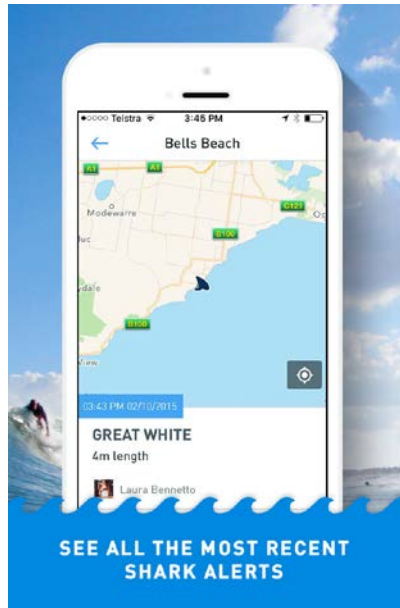 Telstra
3:45 PM
Bells Beach
A1
A1
C121
Modewarre
B100
B100
03:43 PM 02/10/2015
GREAT WHITE
4m length
Laura Bennetto
SEE ALL THE MOST RECENT
SHARK ALERTS